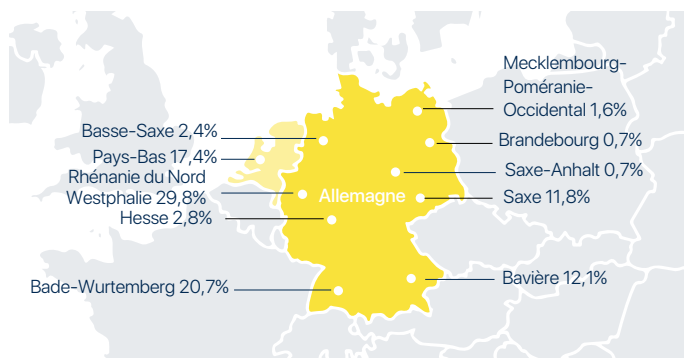 Basse-Saxe 2,4%
Pays-Bas 17,4%
Rhénanie du Nord
Westphalie 29,8%
Hesse 2,8%
Bade-Wurtemberg 20,7%
Allemagne
Mecklembourg-
Poméranie-
Occidental 1,6%
Brandebourg 0,7%
Saxe-Anhalt 0,7%
Saxe 11,8%
Bavière 12,1%